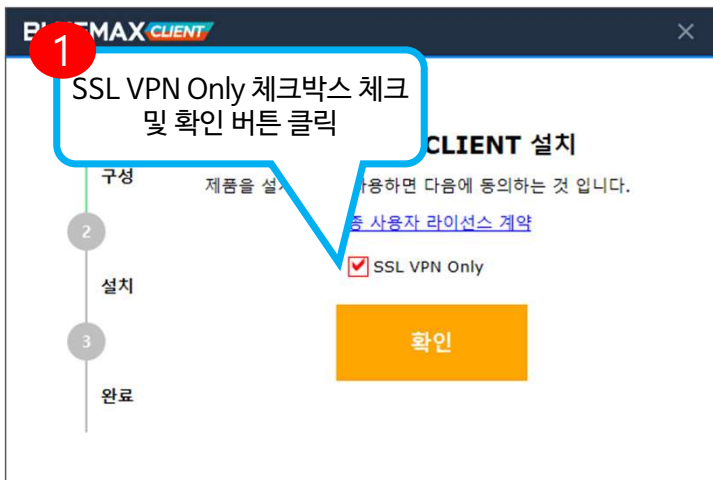 MAX CLIENT
1
SSL VPN Only 체크박스 체크
및 확인 버튼 클릭
CLIENT 설치
구성
제품을 설 용하면 다음에 동의하는 것 입니다.
2
종 사용자 라이선스 계약
SSL VPN Only
설치
3
확인
완료